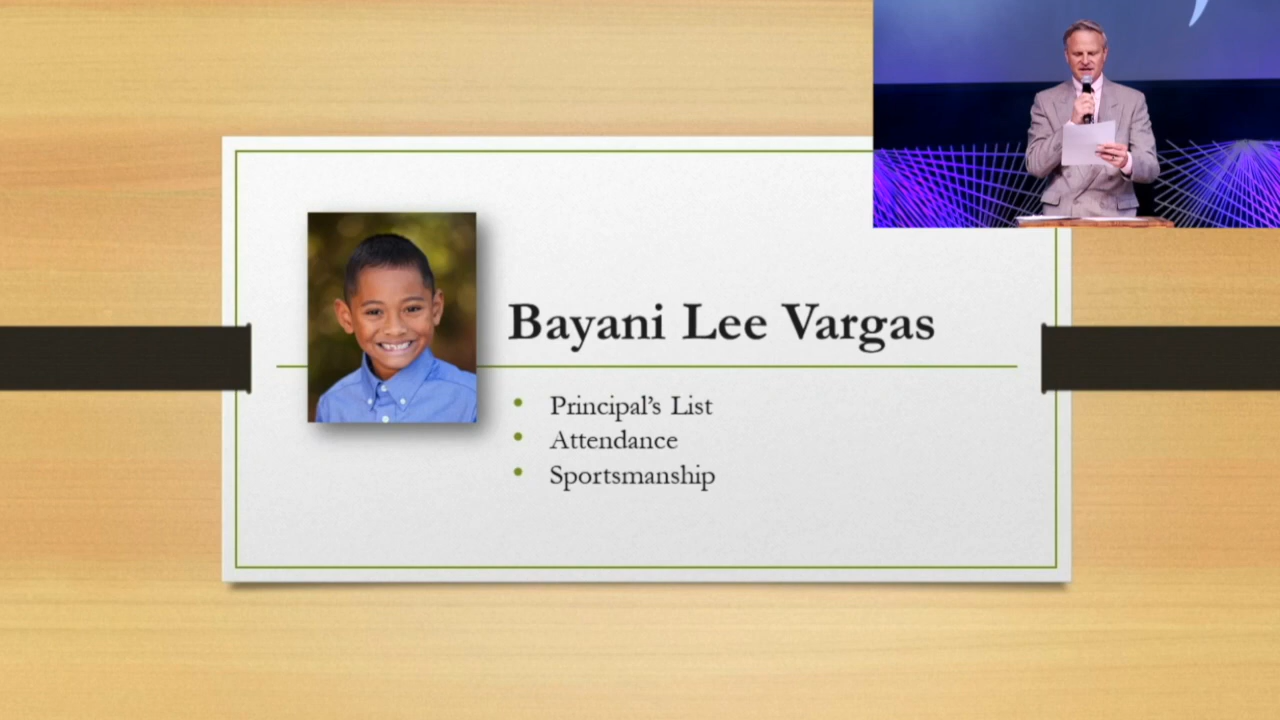 Bayani Lee Vargas
• Principal’s List
• Attendance
• Sportsmanship